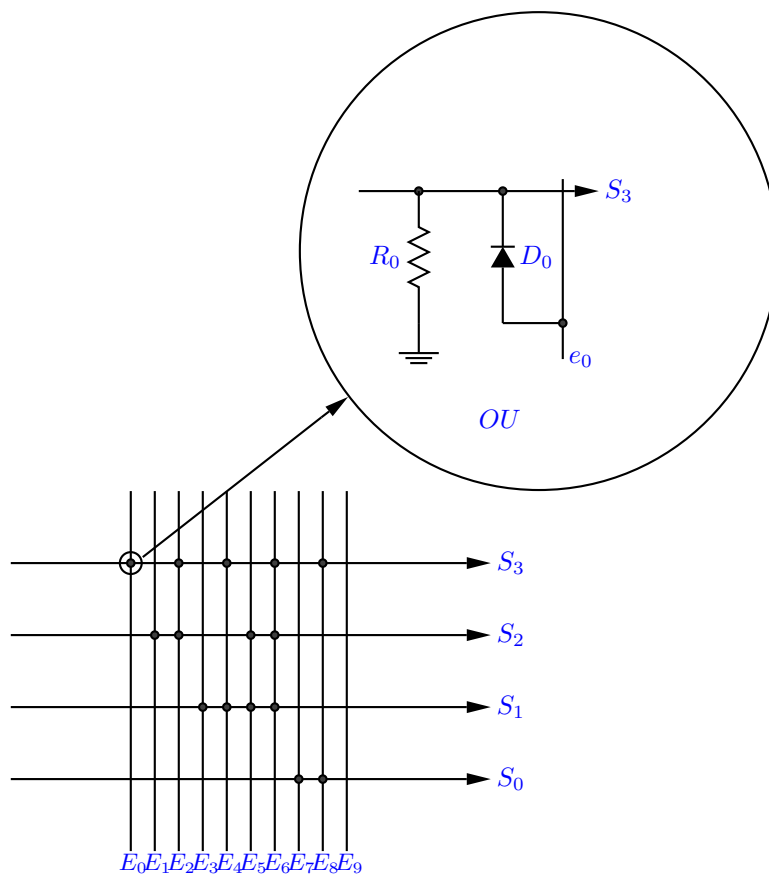 S₃
R₀ D₀
e₀
OU
S₃
S₂
S₁
S₀
E₀E₁E₂E₃E₄E₅E₆E₇E₈E₉